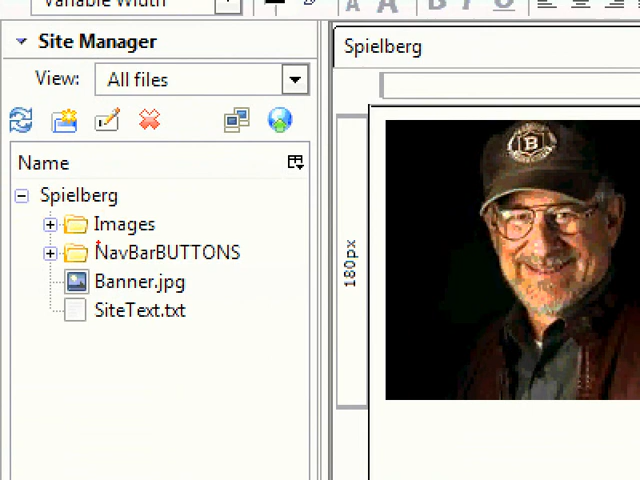 Variable Width
Site Manager
View: All files
Name
Spielberg
Images
NavBarBUTTONS
Banner.jpg
SiteText.txt
A A B I U
Spielberg
180px
B